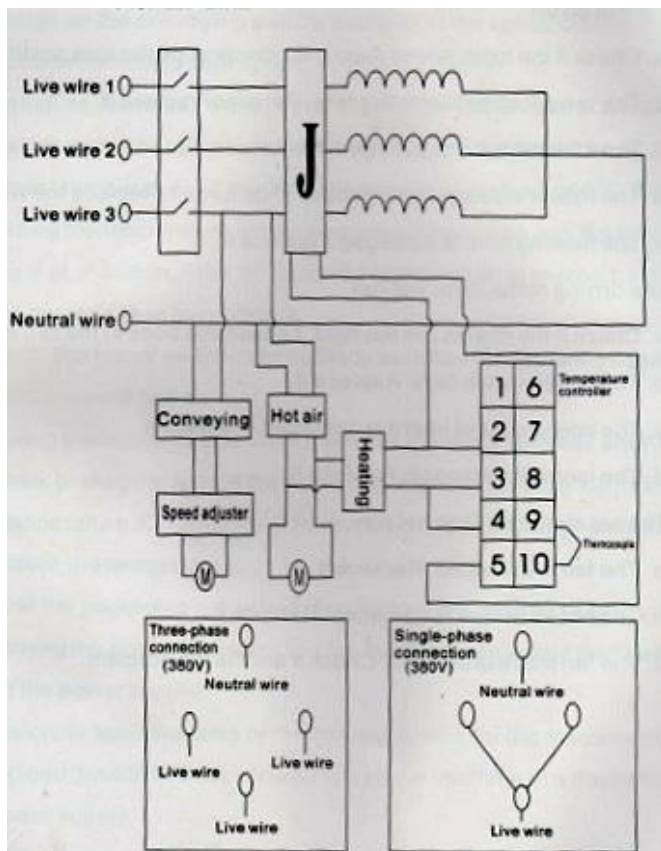 Live wire 1
J
Live wire 2
Live wire 3
Neutral wire
1 6
Temperature
controller
2 7
3 8
4 9
5 10
Conveying
Hot air
Heating
Speed adjuster
M
M
Three-phase
connection
(380V)
Neutral wire
Live wire
Live wire
Live wire
Single-phase
connection
(380V)
Neutral wire
Live wire